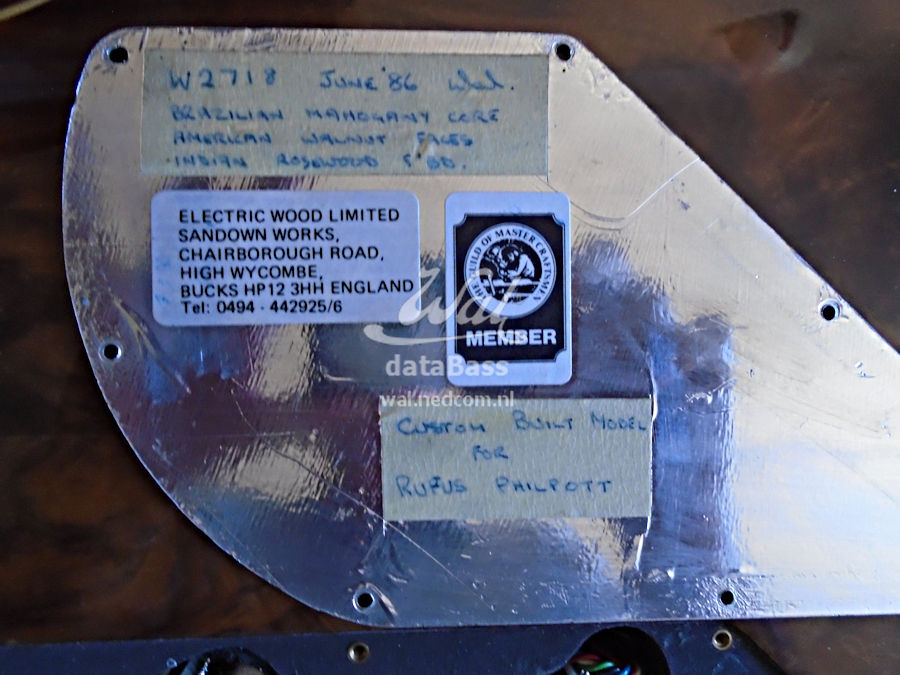 W2718 JUNE '86 Wal.
BRAZILIAN MAHOGANY CORE
AMERICAN WALNUT FACES
INDIAN ROSEWOOD F'BD.
ELECTRIC WOOD LIMITED
SANDOWN WORKS,
CHAIRBOROUGH ROAD,
HIGH WYCOMBE,
BUCKS HP12 3HH ENGLAND
Tel: 0494 - 442925/6
THE GUILD OF MASTER CRAFTSMAN
MEMBER
Wal
dataBass
wal.nedcom.nl
CUSTOM BUILT MODEL
FOR
RUFUS PHILPOTT